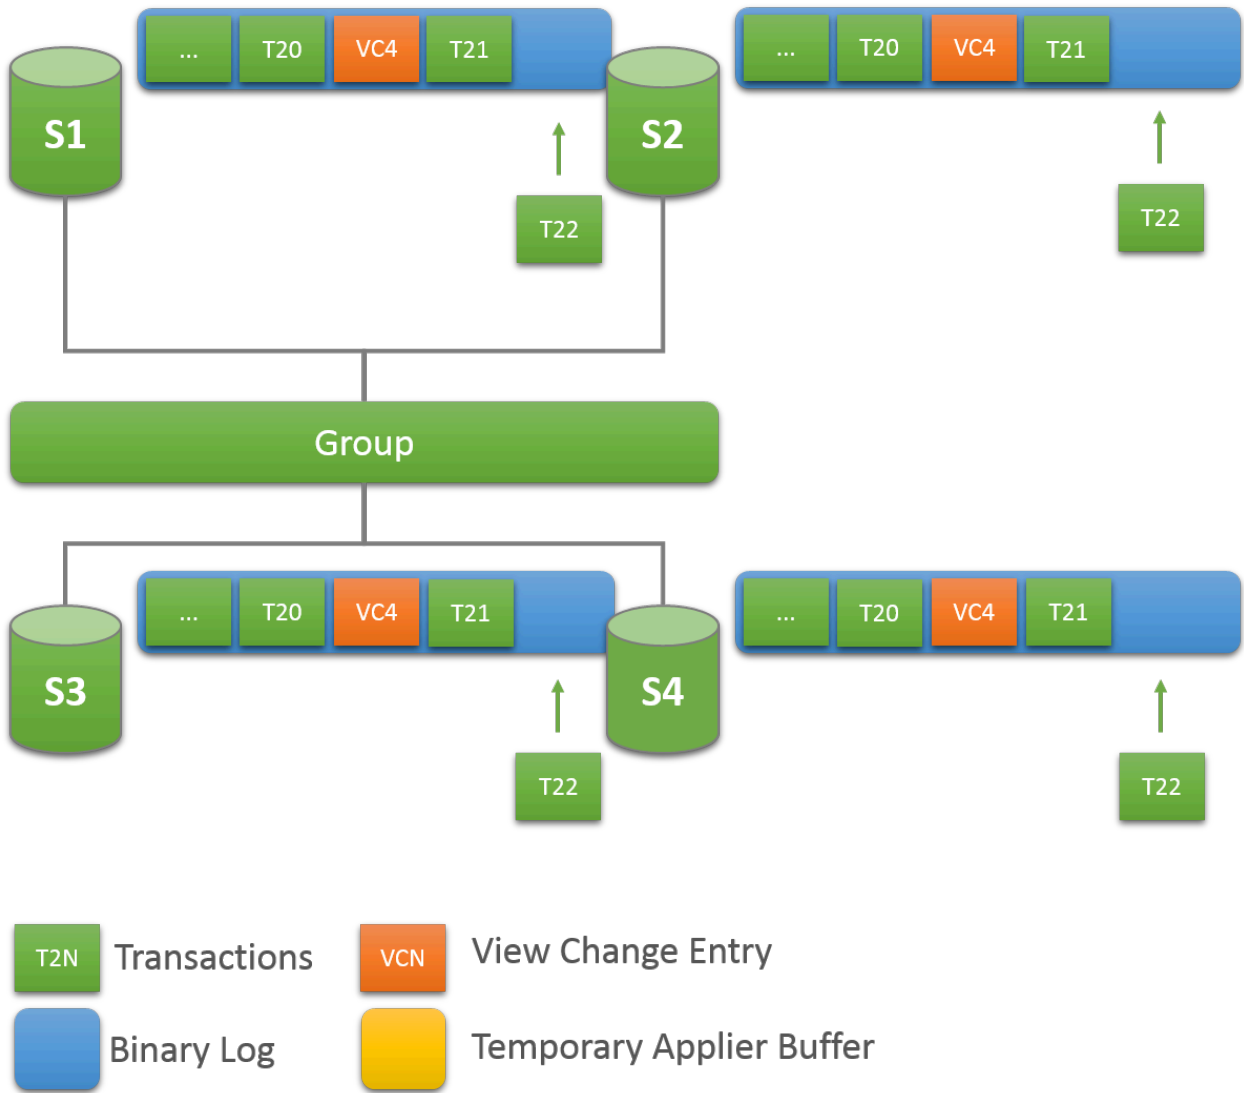 ... T20 VC4 T21
... T20 VC4 T21
S1
S2
T22
T22
Group
... T20 VC4 T21
... T20 VC4 T21
S3
S4
T22
T22
T2N Transactions
VCN View Change Entry
Binary Log
Temporary Applier Buffer